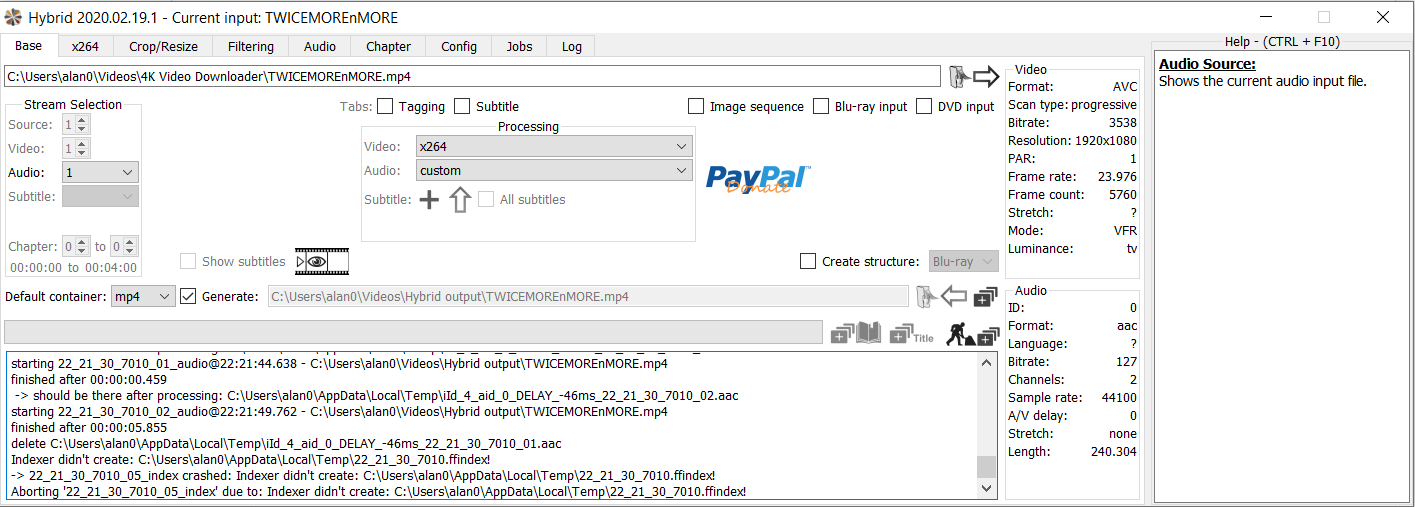 Hybrid 2020.02.19.1 - Current input: TWICEMOREnMORE
Base x264 Crop/Resize Filtering Audio Chapter Config Jobs Log
C:\Users\alan0\Videos\4K Video Downloader\TWICEMOREnMORE.mp4
Stream Selection
Source: 1
Video: 1
Audio: 1
Subtitle:
Chapter: 0 to 0
00:00:00 to 00:04:00
Tabs: Tagging Subtitle
Image sequence Blu-ray input DVD input
Processing
Video: x264
Audio: custom
Subtitle: All subtitles
PayPal™
Donate
Show subtitles
Create structure: Blu-ray
Default container: mp4 Generate: C:\Users\alan0\Videos\Hybrid output\TWICEMOREnMORE.mp4
Title
starting 22_21_30_7010_01_audio@22:21:44.638 - C:\Users\alan0\Videos\Hybrid output\TWICEMOREnMORE.mp4
finished after 00:00:00.459
-> should be there after processing: C:\Users\alan0\AppData\Local\Temp\iId_4_aid_0_DELAY_-46ms_22_21_30_7010_02.aac
starting 22_21_30_7010_02_audio@22:21:49.762 - C:\Users\alan0\Videos\Hybrid output\TWICEMOREnMORE.mp4
finished after 00:00:05.855
delete C:\Users\alan0\AppData\Local\Temp\iId_4_aid_0_DELAY_-46ms_22_21_30_7010_01.aac
Indexer didn't create: C:\Users\alan0\AppData\Local\Temp\22_21_30_7010.ffindex!
-> 22_21_30_7010_05_index crashed: Indexer didn't create: C:\Users\alan0\AppData\Local\Temp\22_21_30_7010.ffindex!
Aborting '22_21_30_7010_05_index' due to: Indexer didn't create: C:\Users\alan0\AppData\Local\Temp\22_21_30_7010.ffindex!
Video
Format: AVC
Scan type: progressive
Bitrate: 3538
Resolution: 1920x1080
PAR: 1
Frame rate: 23.976
Frame count: 5760
Stretch: ?
Mode: VFR
Luminance: tv
Audio
ID: 0
Format: aac
Language: ?
Bitrate: 127
Channels: 2
Sample rate: 44100
A/V delay: 0
Stretch: none
Length: 240.304
Help - (CTRL + F10)
Audio Source:
Shows the current audio input file.